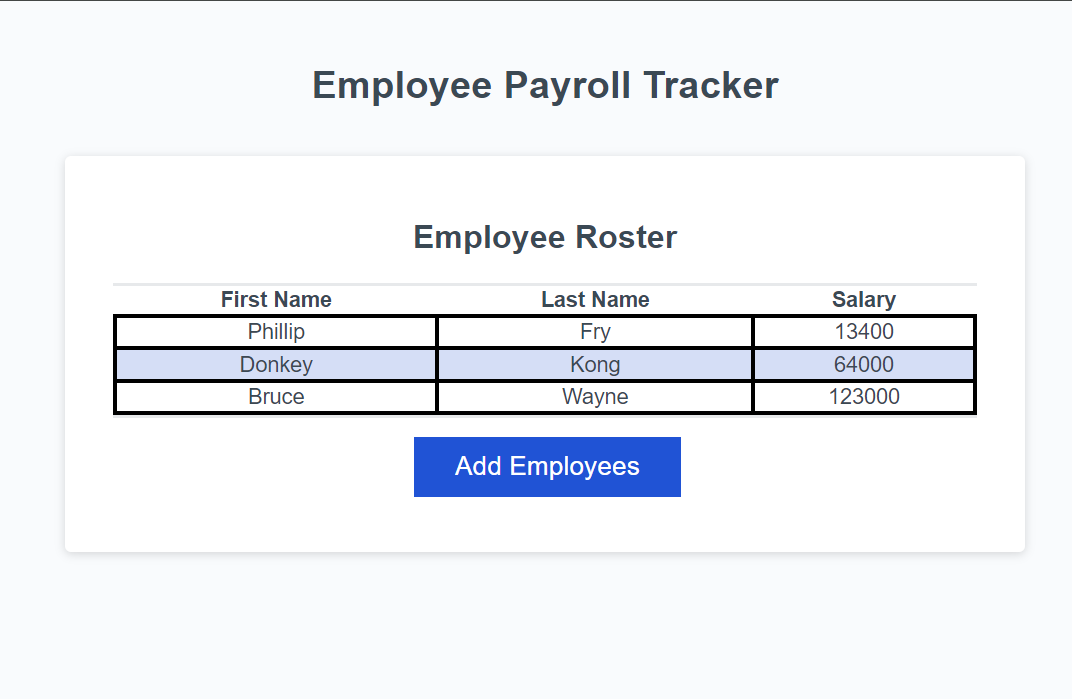 Employee Payroll Tracker
Employee Roster
First Name Last Name Salary
Phillip Fry 13400
Donkey Kong 64000
Bruce Wayne 123000
Add Employees